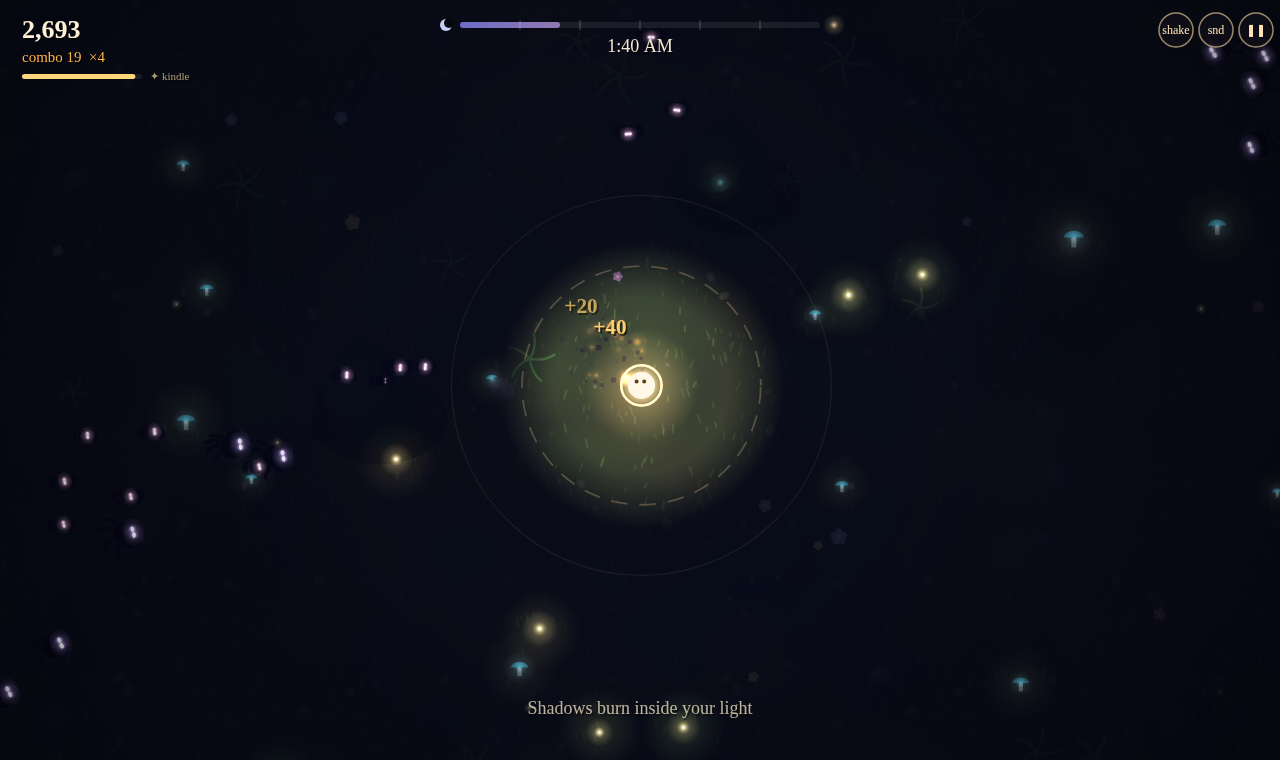 2,693
combo 19 ×4
✦ kindle
1:40 AM
shake
snd
+20
+40
Shadows burn inside your light